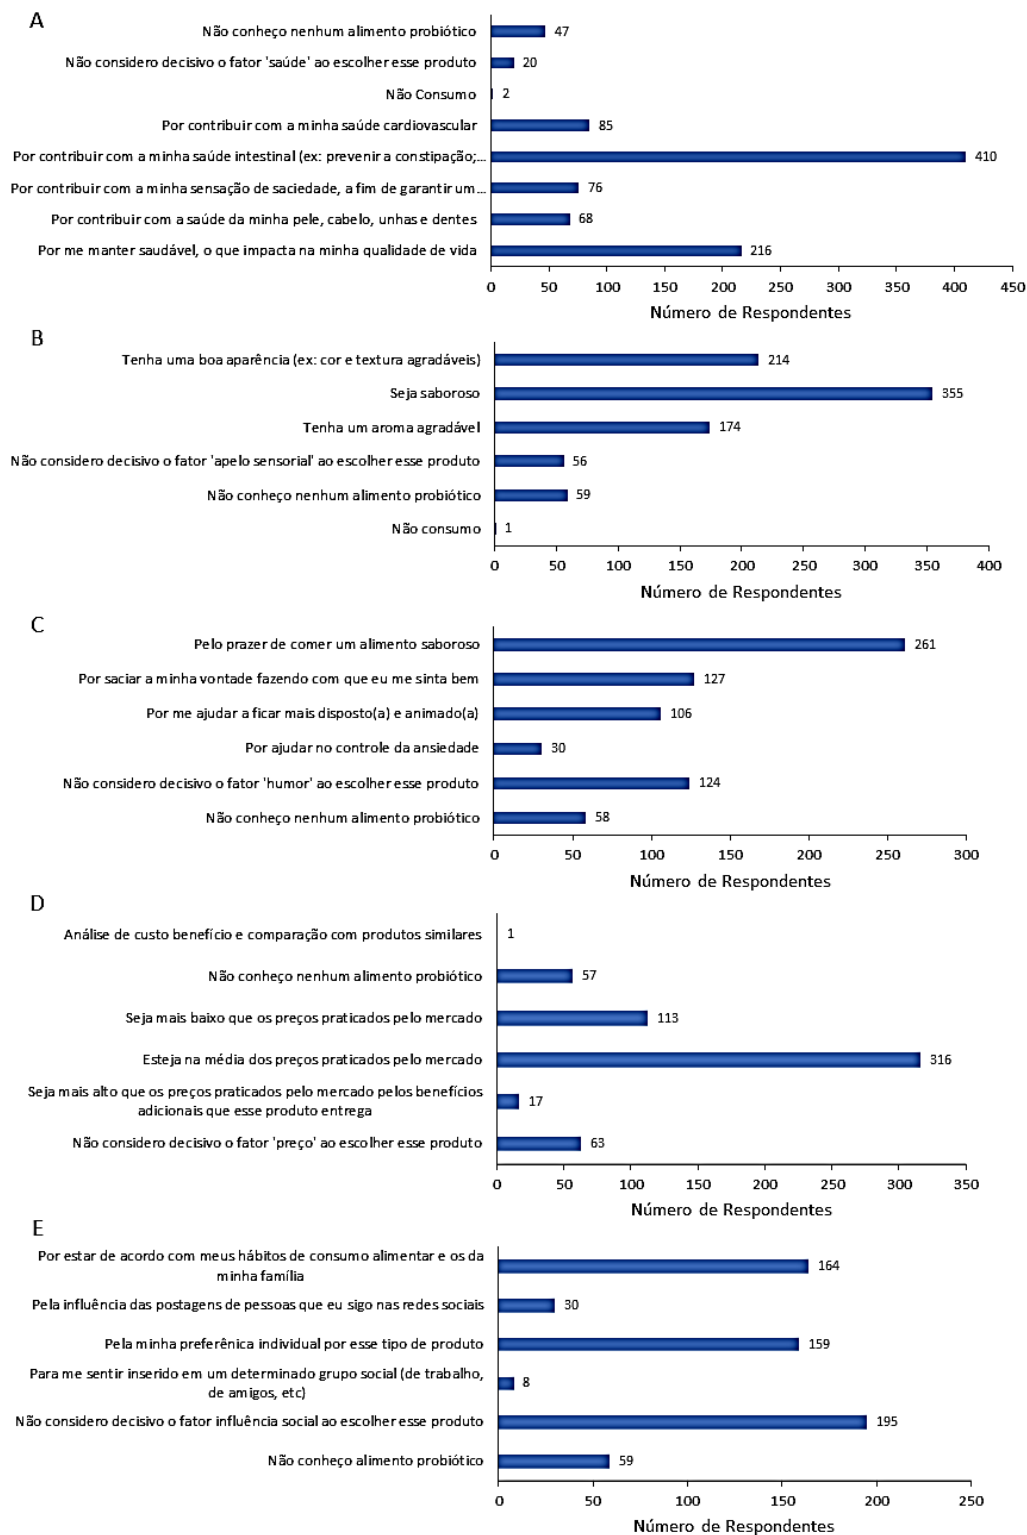 A
Não conheço nenhum alimento probiótico 47
Não considero decisivo o fator 'saúde' ao escolher esse produto 20
Não Consumo 2
Por contribuir com a minha saúde cardiovascular 85
Por contribuir com a minha saúde intestinal (ex: prevenir a constipação;... 410
Por contribuir com a minha sensação de saciedade, a fim de garantir um... 76
Por contribuir com a saúde da minha pele, cabelo, unhas e dentes 68
Por me manter saudável, o que impacta na minha qualidade de vida 216
0 50 100 150 200 250 300 350 400 450
Número de Respondentes
B
Tenha uma boa aparência (ex: cor e textura agradáveis) 214
Seja saboroso 355
Tenha um aroma agradável 174
Não considero decisivo o fator 'apelo sensorial' ao escolher esse produto 56
Não conheço nenhum alimento probiótico 59
Não consumo 1
0 50 100 150 200 250 300 350 400
Número de Respondentes
C
Pelo prazer de comer um alimento saboroso 261
Por saciar a minha vontade fazendo com que eu me sinta bem 127
Por me ajudar a ficar mais disposto(a) e animado(a) 106
Por ajudar no controle da ansiedade 30
Não considero decisivo o fator 'humor' ao escolher esse produto 124
Não conheço nenhum alimento probiótico 58
0 50 100 150 200 250 300
Número de Respondentes
D
Análise de custo benefício e comparação com produtos similares 1
Não conheço nenhum alimento probiótico 57
Seja mais baixo que os preços praticados pelo mercado 113
Esteja na média dos preços praticados pelo mercado 316
Seja mais alto que os preços praticados pelo mercado pelos benefícios
adicionais que esse produto entrega 17
Não considero decisivo o fator 'preço' ao escolher esse produto 63
0 50 100 150 200 250 300 350
Número de Respondentes
E
Por estar de acordo com meus hábitos de consumo alimentar e os da
minha família 164
Pela influência das postagens de pessoas que eu sigo nas redes sociais 30
Pela minha preferênica individual por esse tipo de produto 159
Para me sentir inserido em um determinado grupo social (de trabalho,
de amigos, etc) 8
Não considero decisivo o fator influência social ao escolher esse produto 195
Não conheço alimento probiótico 59
0 50 100 150 200 250
Número de Respondentes